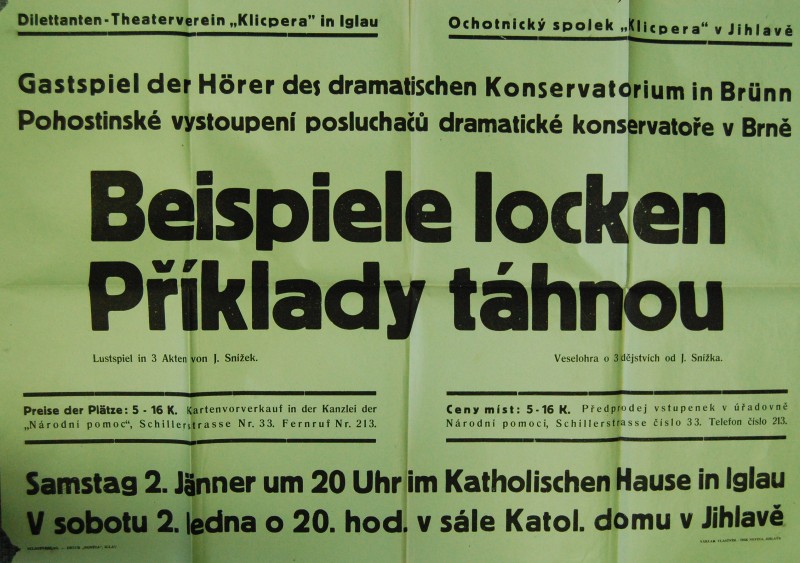 Dilettanten-Theaterverein „Klicpera" in Iglau
Ochotnický spolek „Klicpera" v Jihlavě
Gastspiel der Hörer des dramatischen Konservatorium in Brünn
Pohostinské vystoupení posluchačů dramatické konservatoře v Brně
Beispiele locken
Příklady táhnou
Lustspiel in 3 Akten von J. Snížek.
Veselohra o 3 dějstvích od J. Snížka.
Preise der Plätze: 5 - 16 K. Kartenvorverkauf in der Kanzlei der
„Národní pomoc", Schillerstrasse Nr. 33. Fernruf Nr. 213.
Ceny míst: 5-16 K. Předprodej vstupenek v úřadovně
Národní pomoci, Schillerstrasse číslo 33. Telefon číslo 213.
Samstag 2. Jänner um 20 Uhr im Katholischen Hause in Iglau
V sobotu 2. ledna o 20. hod. v sále Katol. domu v Jihlavě